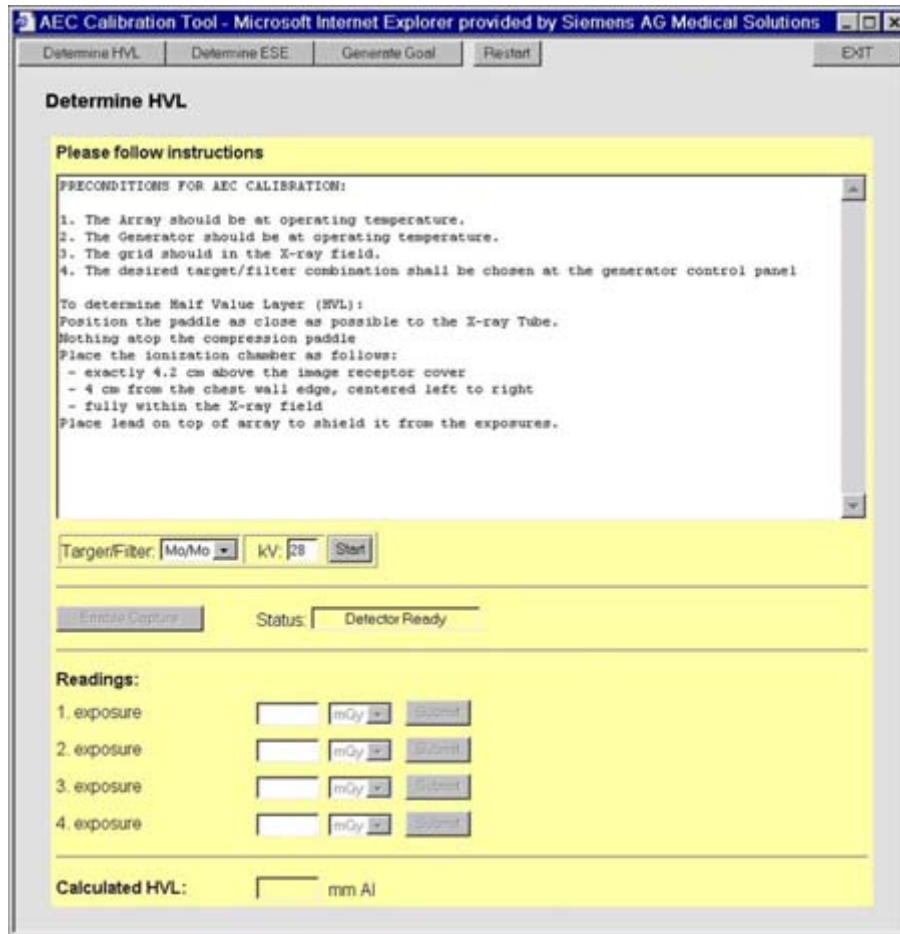 AEC Calibration Tool - Microsoft Internet Explorer provided by Siemens AG Medical Solutions
Determine HVL Determine ESE Generate Goal Restart EXIT
Determine HVL
Please follow instructions
PRECONDITIONS FOR AEC CALIBRATION:
1. The Array should be at operating temperature.
2. The Generator should be at operating temperature.
3. The grid should in the X-ray field.
4. The desired target/filter combination shall be chosen at the generator control panel
To determine Half Value Layer (HVL):
Position the paddle as close as possible to the X-ray Tube.
Nothing atop the compression paddle
Place the ionization chamber as follows:
- exactly 4.2 cm above the image receptor cover
- 4 cm from the chest wall edge, centered left to right
- fully within the X-ray field
Place lead on top of array to shield it from the exposures.
Targer/Filter: Mo/Mo kV: 28 Start
Enable Capture Status: Detector Ready
Readings:
1. exposure mGy Submit
2. exposure mGy Submit
3. exposure mGy Submit
4. exposure mGy Submit
Calculated HVL: mm Al